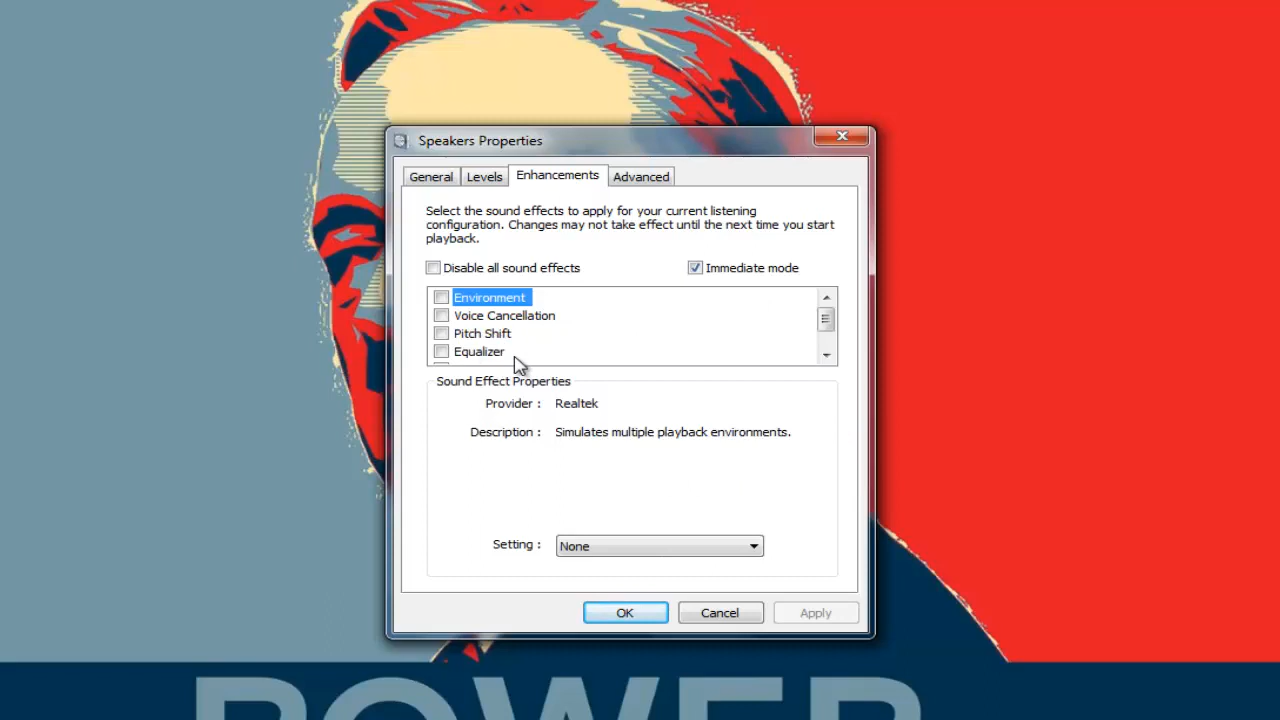 Speakers Properties
General Levels Enhancements Advanced
Select the sound effects to apply for your current listening
configuration. Changes may not take effect until the next time you start
playback.
Disable all sound effects Immediate mode
Environment
Voice Cancellation
Pitch Shift
Equalizer
Sound Effect Properties
Provider : Realtek
Description : Simulates multiple playback environments.
Setting : None
OK Cancel Apply
POWER